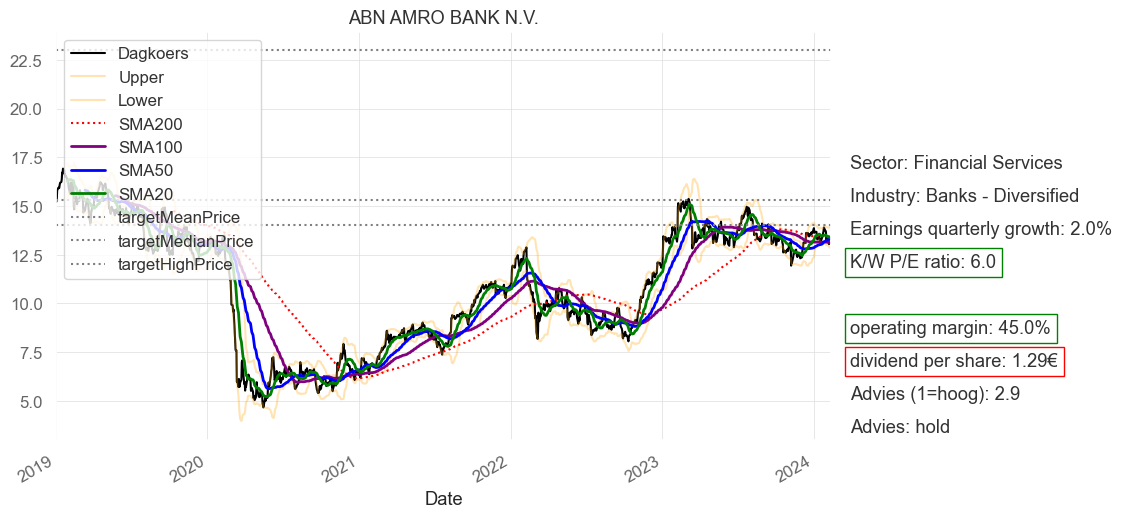 ABN AMRO BANK N.V.
22.5
20.0
17.5
15.0
12.5
10.0
7.5
5.0
Dagkoers
Upper
Lower
SMA200
SMA100
SMA50
SMA20
targetMeanPrice
targetMedianPrice
targetHighPrice
2019
2020
2021
2022
2023
2024
Date
Sector: Financial Services
Industry: Banks - Diversified
Earnings quarterly growth: 2.0%
K/W P/E ratio: 6.0
operating margin: 45.0%
dividend per share: 1.29€
Advies (1=hoog): 2.9
Advies: hold